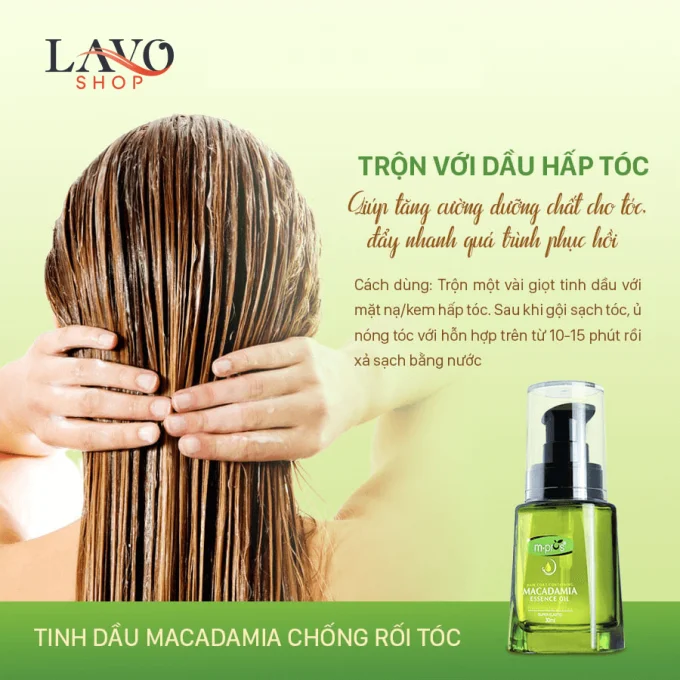 LAVO
SHOP
TRỘN VỚI DẦU HẤP TÓC
Giúp tăng cường dưỡng chất cho tóc,
đẩy nhanh quá trình phục hồi
Cách dùng: Trộn một vài giọt tinh dầu với
mặt nạ/kem hấp tóc. Sau khi gội sạch tóc, ủ
nóng tóc với hỗn hợp trên từ 10-15 phút rồi
xả sạch bằng nước
m-plus
MACADAMIA
ESSENCE OIL
TINH DẦU MACADAMIA CHỐNG RỐI TÓC